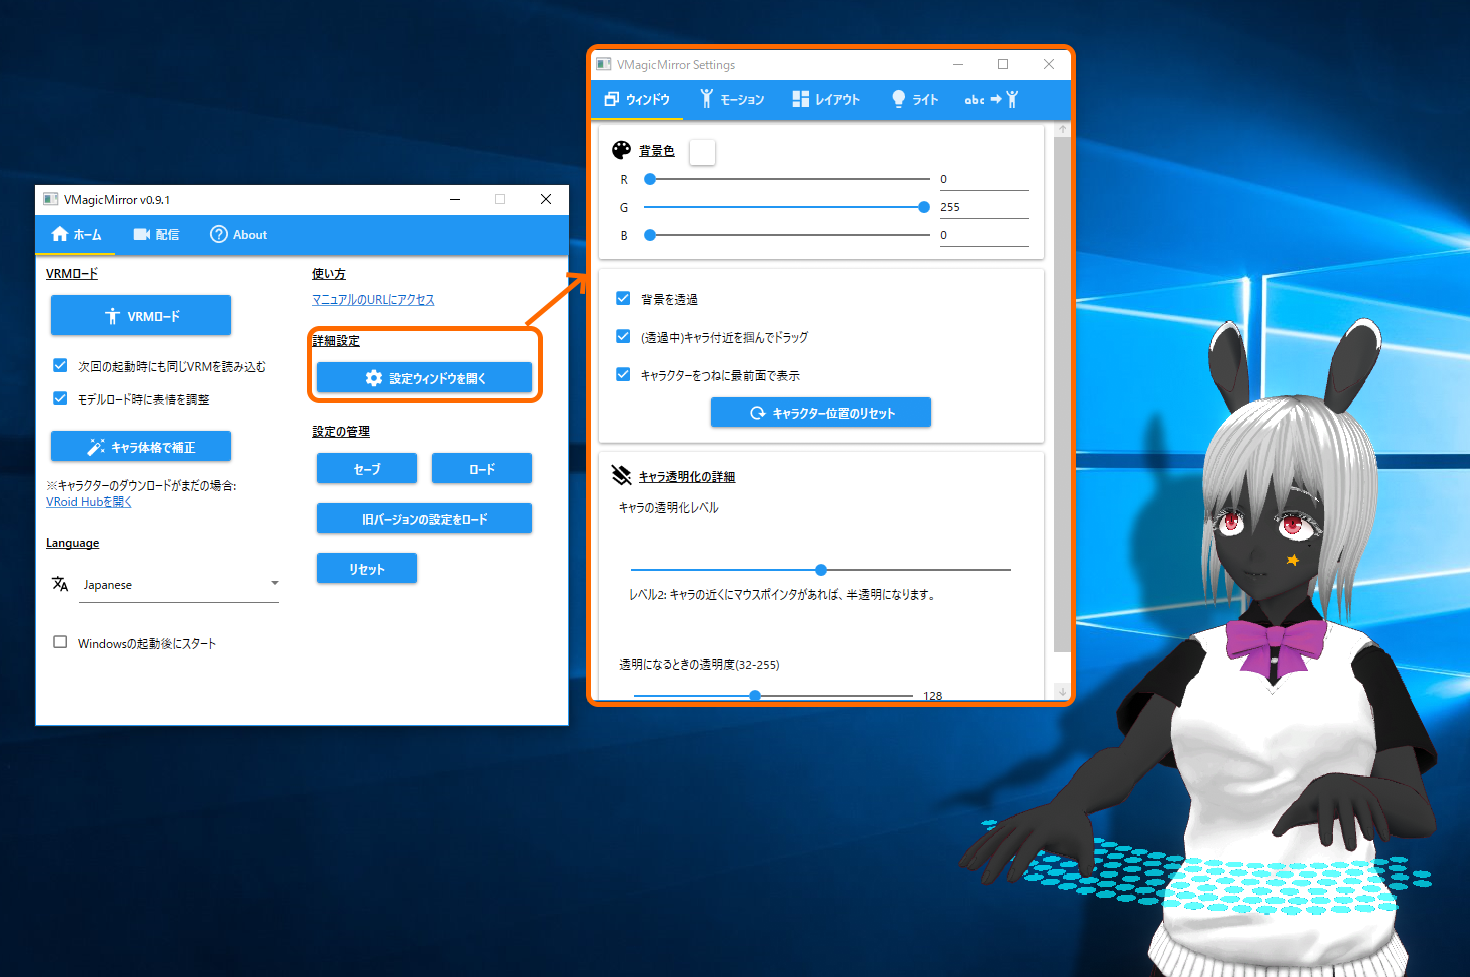 VMagicMirror v0.9.1
ホーム
配信
About
VRMロード
VRMロード
次回の起動時にも同じVRMを読み込む
モデルロード時に表情を調整
キャラ体格で補正
※キャラクターのダウンロードがまだの場合:
VRoid Hubを開く
Language
Japanese
Windowsの起動後にスタート
使い方
マニュアルのURLにアクセス
詳細設定
設定ウィンドウを開く
設定の管理
セーブ
ロード
旧バージョンの設定をロード
リセット
VMagicMirror Settings
ウィンドウ
モーション
レイアウト
ライト
abc
背景色
R 0
G 255
B 0
背景を透過
(透過中)キャラ付近を掴んでドラッグ
キャラクターをつねに最前面で表示
キャラクター位置のリセット
キャラ透明化の詳細
キャラの透明化レベル
レベル2: キャラの近くにマウスポインタがあれば、半透明になります。
透明になるときの透明度(32-255)
128